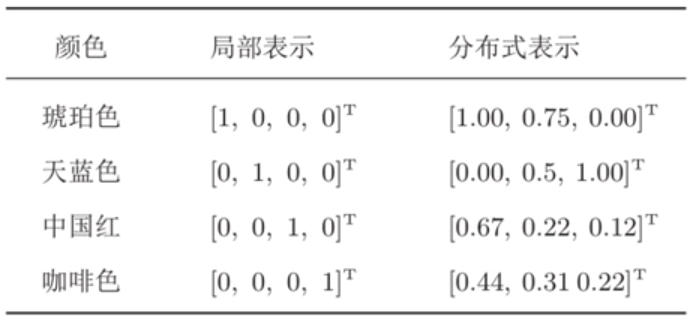 颜色 局部表示 分布式表示
琥珀色 [1, 0, 0, 0]ᵀ [1.00, 0.75, 0.00]ᵀ
天蓝色 [0, 1, 0, 0]ᵀ [0.00, 0.5, 1.00]ᵀ
中国红 [0, 0, 1, 0]ᵀ [0.67, 0.22, 0.12]ᵀ
咖啡色 [0, 0, 0, 1]ᵀ [0.44, 0.31 0.22]ᵀ